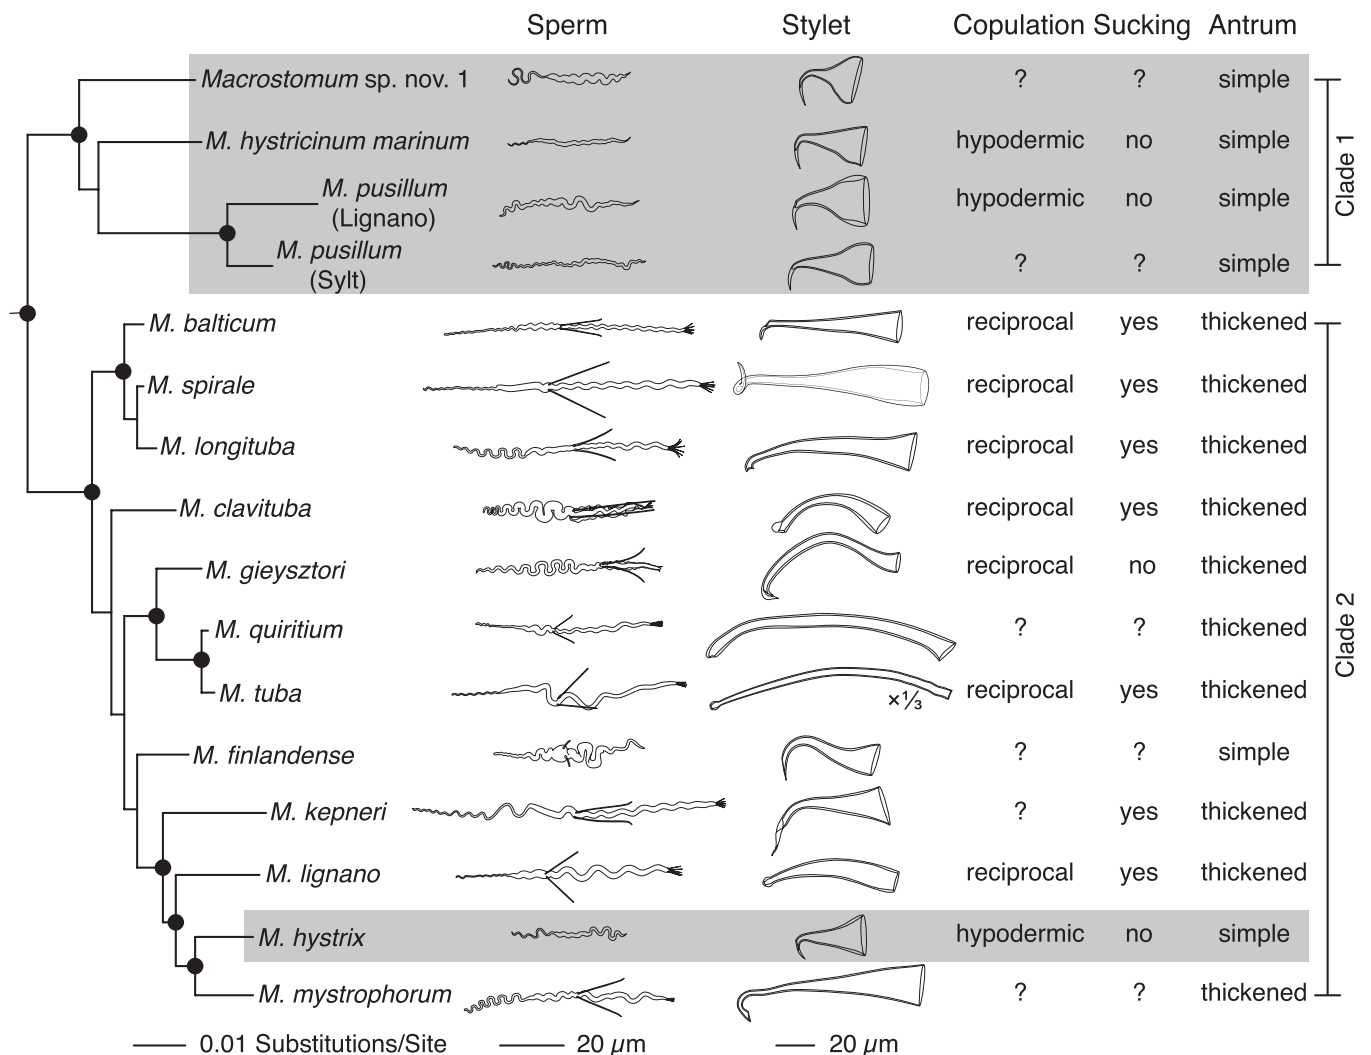 Sperm Stylet Copulation Sucking Antrum
Macrostomum sp. nov. 1 ? ? simple
M. hystricinum marinum hypodermic no simple
M. pusillum (Lignano) hypodermic no simple
M. pusillum (Sylt) ? ? simple
Clade 1
M. balticum reciprocal yes thickened
M. spirale reciprocal yes thickened
M. longituba reciprocal yes thickened
M. clavituba reciprocal yes thickened
M. gieysztori reciprocal no thickened
M. quiritium ? ? thickened
M. tuba ×⅓ reciprocal yes thickened
M. finlandense ? ? simple
M. kepneri ? yes thickened
M. lignano reciprocal yes thickened
M. hystrix hypodermic no simple
M. mystrophorum ? ? thickened
Clade 2
0.01 Substitutions/Site 20 µm 20 µm